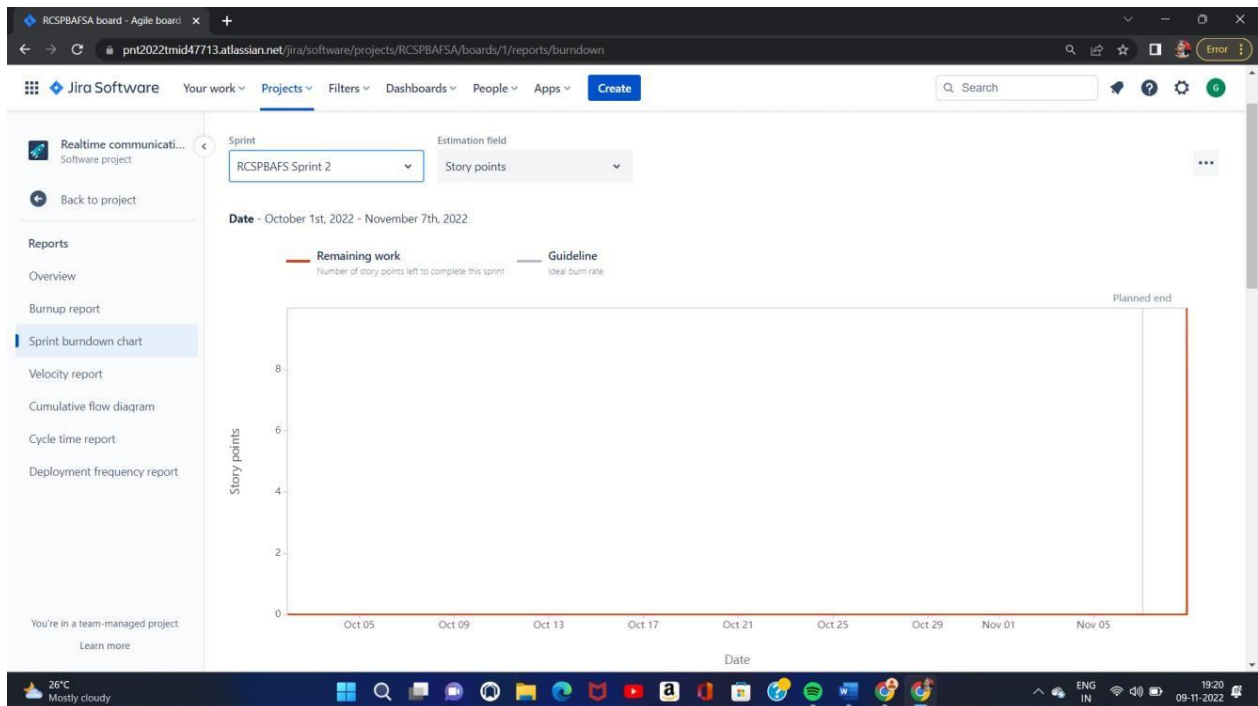 RCSPBAFSA board - Agile board
pnt2022tmid47713.atlassian.net/jira/software/projects/RCSPBAFSA/boards/1/reports/burndown
Error
Jira Software
Your work
Projects
Filters
Dashboards
People
Apps
Create
Search
G
Realtime communicati...
Software project
Back to project
Reports
Overview
Burnup report
Sprint burndown chart
Velocity report
Cumulative flow diagram
Cycle time report
Deployment frequency report
You're in a team-managed project
Learn more
Sprint
RCSPBAFS Sprint 2
Estimation field
Story points
Date - October 1st, 2022 - November 7th, 2022
Remaining work
Number of story points left to complete this sprint
Guideline
Ideal burn rate
Planned end
Story points
8
6
4
2
0
Oct 05 Oct 09 Oct 13 Oct 17 Oct 21 Oct 25 Oct 29 Nov 01 Nov 05
Date
26°C
Mostly cloudy
ENG
IN
19:20
09-11-2022